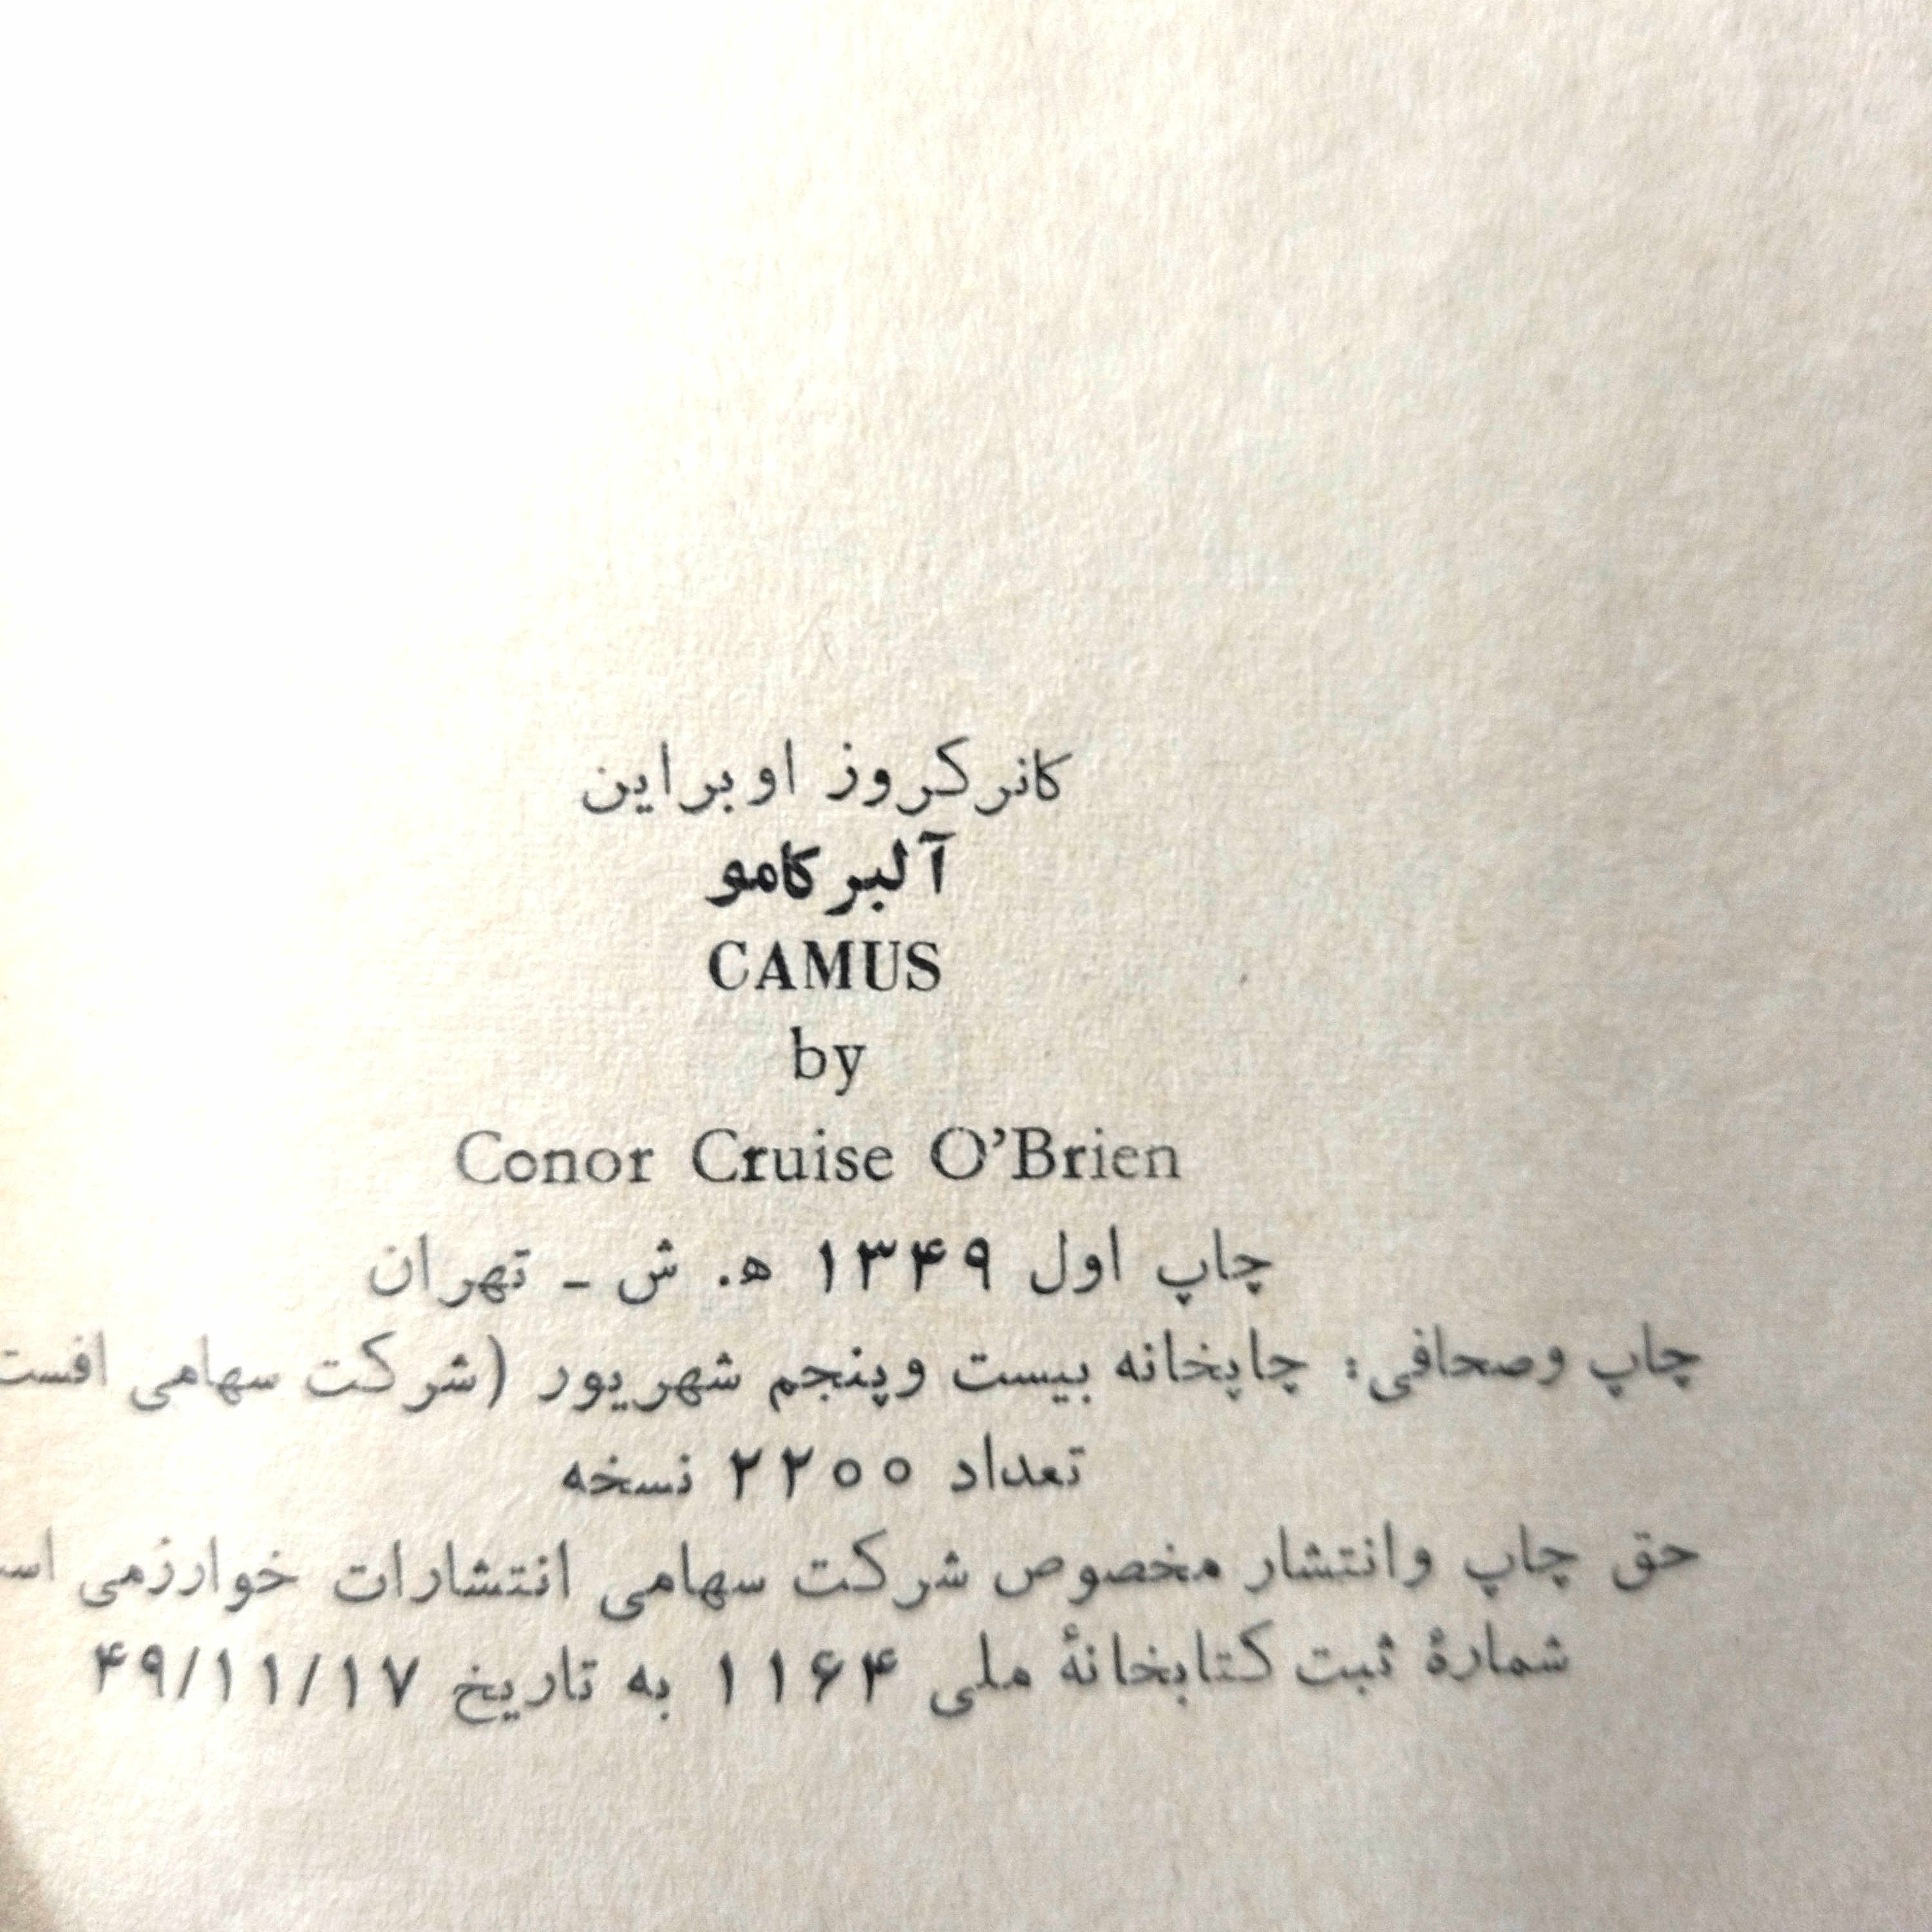 کانر کروز اوبراین
آلبر کامو
CAMUS
by
Conor Cruise O’Brien
چاپ اول ۱۳۴۹ ه. ش ـ تهران
چاپ وصحافی: چاپخانه بیست وپنجم شهریور (شرکت سهامی افست
تعداد ۲۲۰۰ نسخه
حق چاپ وانتشار مخصوص شرکت سهامی انتشارات خوارزمی
شمارهٔ ثبت کتابخانهٔ ملی ۱۱۶۴ به تاریخ ۴۹/۱۱/۱۷